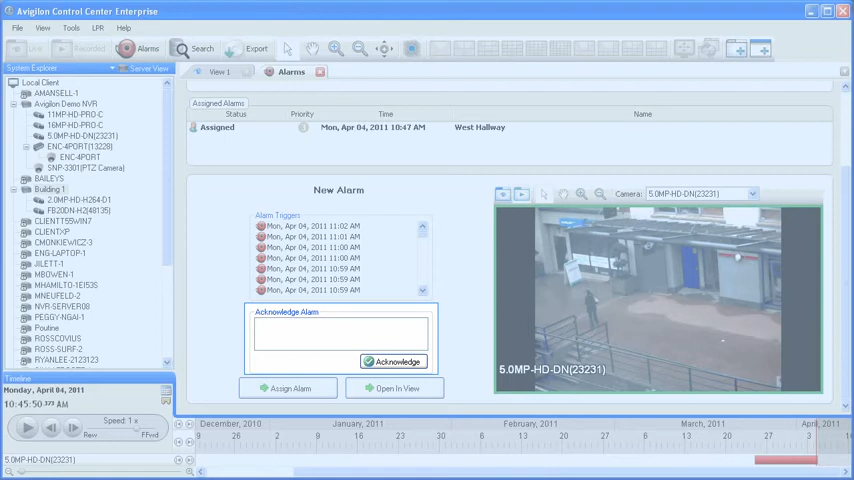 Avigilon Control Center Enterprise
File View Tools LPR Help
Live Recorded Alarms Search Export
System Explorer Server View
View 1 Alarms
Local Client
AMANSELL-1
Avigilon Demo NVR
11MP-HD-PRO-C
16MP-HD-PRO-C
5.0MP-HD-DN(23231)
ENC-4PORT(13228)
ENC-4PORT
SNP-3301(PTZ Camera)
BAILEYS
Building 1
2.0MP-HD-H264-D1
FB20DN-H2(48135)
CLIENTT55WIN7
CLIENTXP
CMONKIEWICZ-3
ENG-LAPTOP-1
JILETT-1
MBOWEN-1
MHAMILTO-1EI53S
MNEUFELD-2
NVR-SERVER08
PEGGY-NGAI-1
Poutine
ROSSCOVIUS
ROSS-SURF-2
RYANLEE-2123123
Assigned Alarms
Status Priority Time Name
Assigned 3 Mon, Apr 04, 2011 10:47 AM West Hallway
New Alarm
Alarm Triggers
Mon, Apr 04, 2011 11:02 AM
Mon, Apr 04, 2011 11:01 AM
Mon, Apr 04, 2011 11:00 AM
Mon, Apr 04, 2011 11:00 AM
Mon, Apr 04, 2011 10:59 AM
Mon, Apr 04, 2011 10:59 AM
Mon, Apr 04, 2011 10:59 AM
Acknowledge Alarm
Acknowledge
Assign Alarm Open In View
Camera: 5.0MP-HD-DN(23231)
5.0MP-HD-DN(23231)
Timeline
Monday, April 04, 2011
10:45:50.373 AM
Speed: 1 x
Rew FFwd
December, 2010 January, 2011 February, 2011 March, 2011 April, 2011
9 26 2 9 16 23 30 6 13 20 27 6 13 20 27 3 10
5.0MP-HD-DN(23231)